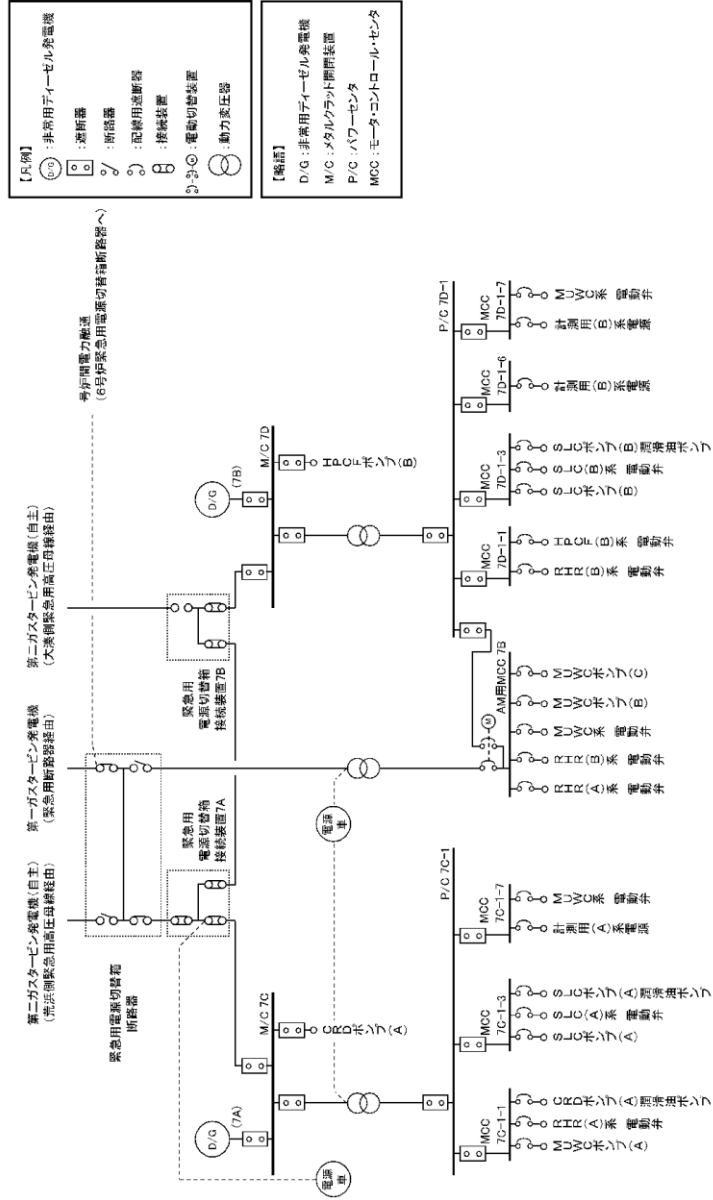 第二ガスタービン発電機(自主)
(荒浜側緊急用高圧母線経由)
第一ガスタービン発電機
(緊急用断路器経由)
第二ガスタービン発電機(自主)
(大湊側緊急用高圧母線経由)
号炉間電力融通
(6号炉緊急用電源切替箱断路器へ)
緊急用電源切替箱
断路器
緊急用
電源切替箱
接続装置7A
緊急用
電源切替箱
接続装置7B
D/G
(7A)
M/C 7C
D/G
(7B)
M/C 7D
CRDポンプ(A)
HPCFポンプ(B)
電源
車
電源
車
P/C 7C-1
MCC
7C-1-1
MUWCポンプ(A)
RHR(A)系 電動弁
CRDポンプ(A)潤滑油ポンプ
MCC
7C-1-3
SLCポンプ(A)
SLC(A)系 電動弁
SLCポンプ(A)潤滑油ポンプ
MCC
7C-1-7
計測用(A)系電源
MUWC系 電動弁
M
AM用MCC 7B
RHR(A)系 電動弁
RHR(B)系 電動弁
MUWC系 電動弁
MUWCポンプ(B)
MUWCポンプ(C)
P/C 7D-1
MCC
7D-1-1
RHR(B)系 電動弁
HPCF(B)系 電動弁
MCC
7D-1-3
SLCポンプ(B)
SLC(B)系 電動弁
SLCポンプ(B)潤滑油ポンプ
MCC
7D-1-6
計測用(B)系電源
MCC
7D-1-7
計測用(B)系電源
MUWC系 電動弁
【凡例】
D/G :非常用ディーゼル発電機
:遮断器
:断路器
:配線用遮断器
:接続装置
M :電動切替装置
:動力変圧器
【略語】
D/G :非常用ディーゼル発電機
M/C :メタルクラッド開閉装置
P/C :パワーセンタ
MCC :モータ・コントロール・センタ